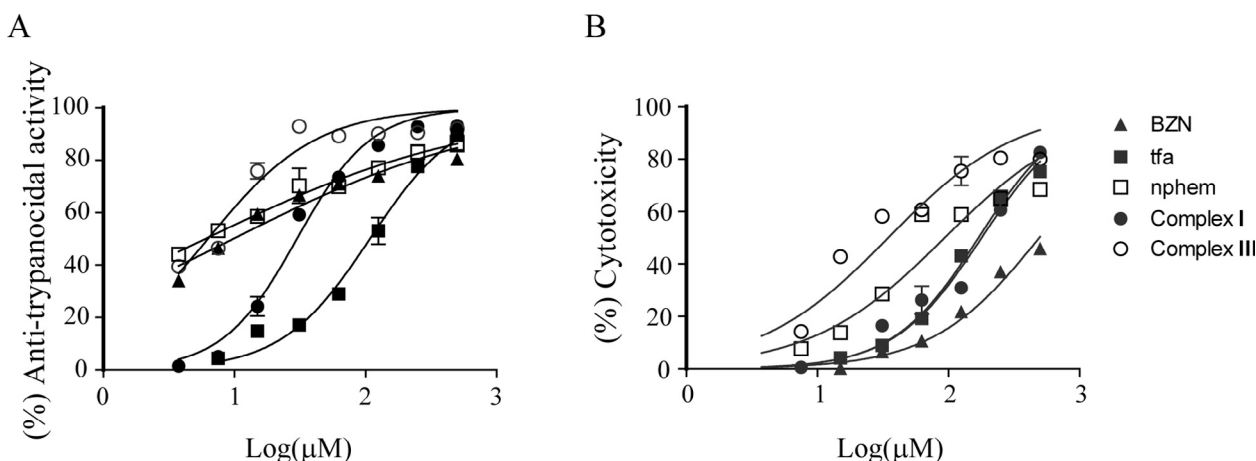 A
(%) Anti-trypanocidal activity
100
80
60
40
20
0
0
1
2
3
Log(μM)
B
(%) Cytotoxicity
100
80
60
40
20
0
0
1
2
3
Log(μM)
BZN
tfa
nphem
Complex I
Complex III